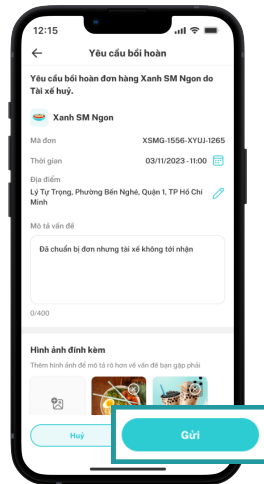 12:15
Yêu cầu bồi hoàn
Yêu cầu bồi hoàn đơn hàng Xanh SM Ngon do
Tài xế huỷ.
Xanh SM Ngon
Mã đơn XSMG-1556-XYUJ-1265
Thời gian 03/11/2023 - 11:00
Địa điểm
Lý Tự Trọng, Phường Bến Nghé, Quận 1, TP Hồ Chí
Minh
Mô tả vấn đề
Đã chuẩn bị đơn nhưng tài xế không tới nhận
0/400
Hình ảnh đính kèm
Thêm hình ảnh để mô tả rõ hơn về vấn đề bạn gặp phải
Huỷ
Gửi